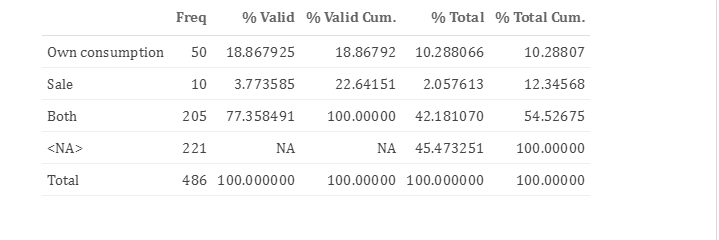 Freq % Valid % Valid Cum. % Total % Total Cum.
Own consumption 50 18.867925 18.86792 10.288066 10.28807
Sale 10 3.773585 22.64151 2.057613 12.34568
Both 205 77.358491 100.00000 42.181070 54.52675
<NA> 221 NA NA 45.473251 100.00000
Total 486 100.000000 100.00000 100.000000 100.00000